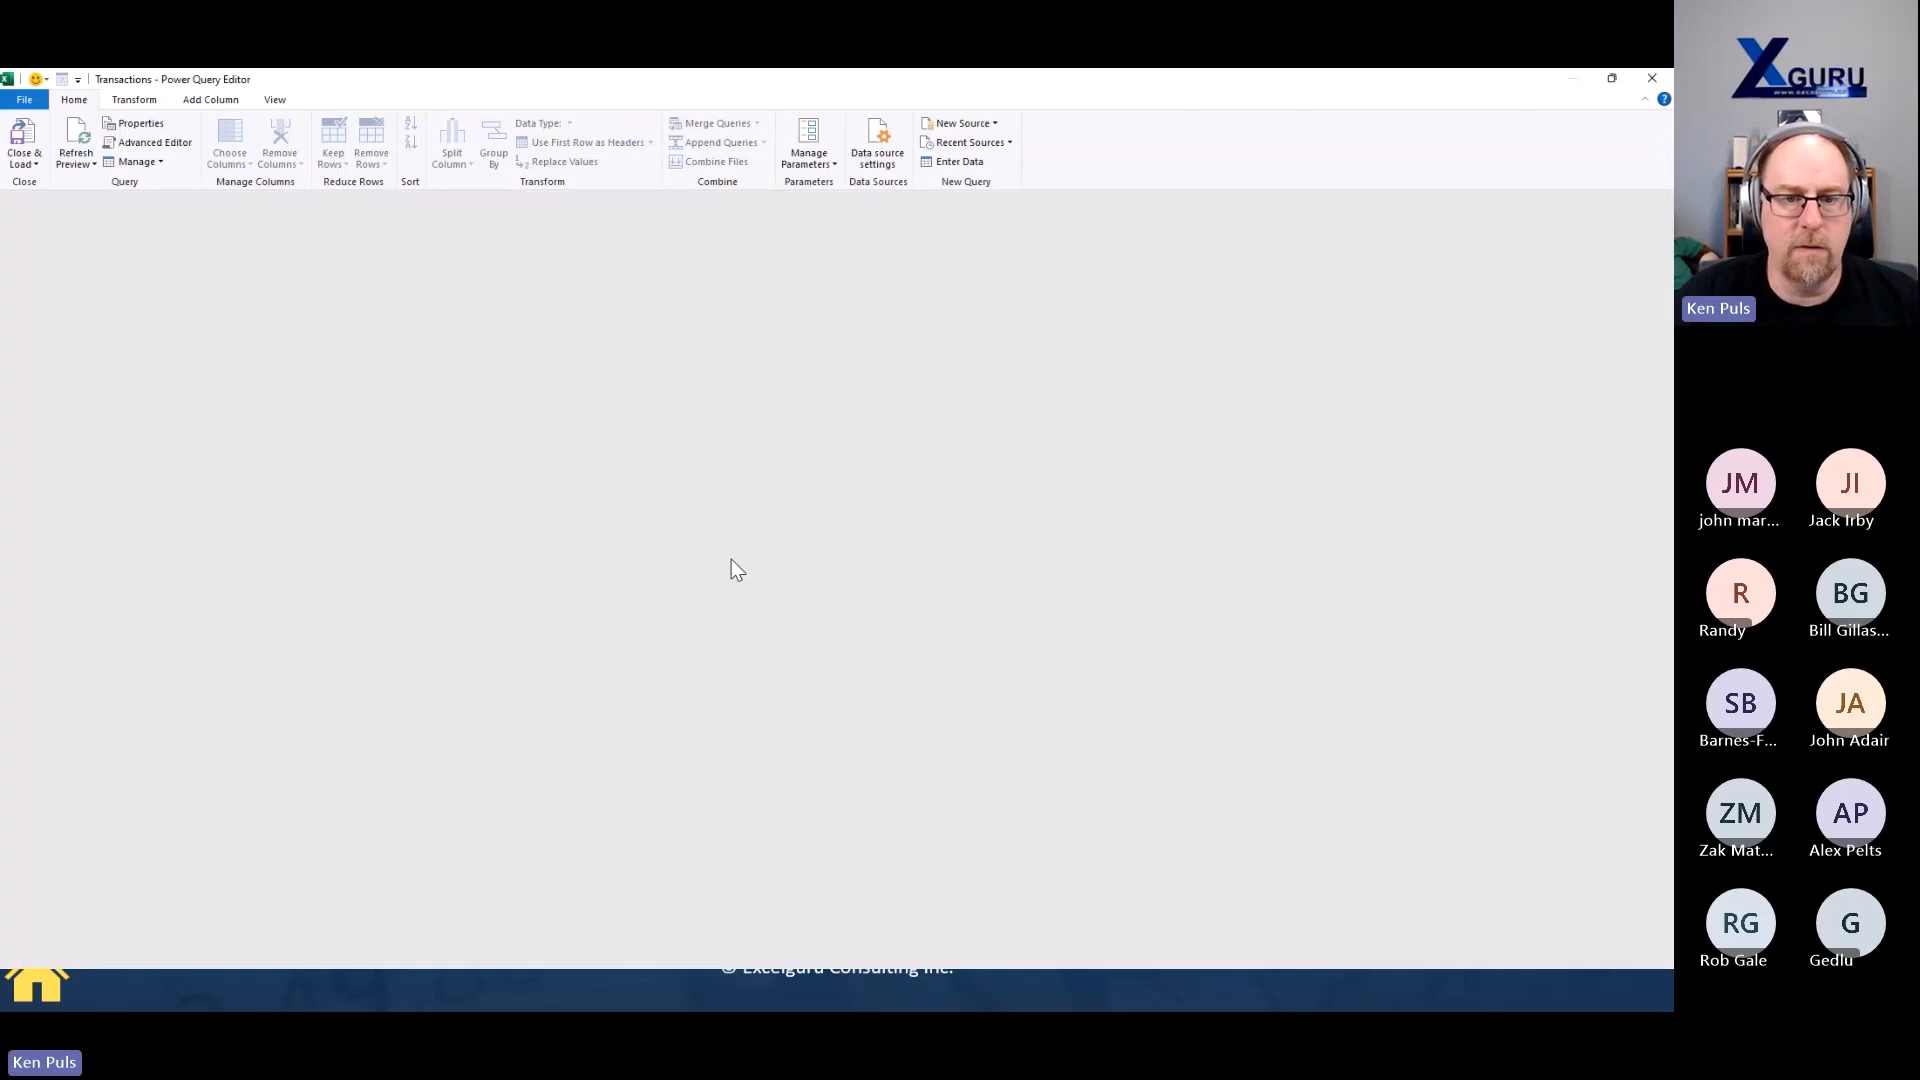 Transactions - Power Query Editor
File Home Transform Add Column View
Close & Load
Close
Refresh Preview
Properties
Advanced Editor
Manage
Query
Choose Columns
Remove Columns
Manage Columns
Keep Rows
Remove Rows
Reduce Rows
Sort
Split Column
Group By
Data Type:
Use First Row as Headers
Replace Values
Transform
Merge Queries
Append Queries
Combine Files
Combine
Manage Parameters
Parameters
Data source settings
Data Sources
New Source
Recent Sources
Enter Data
New Query
GURU
Ken Puls
JM
john mar...
JI
Jack Irby
R
Randy
BG
Bill Gillas...
SB
Barnes-F...
JA
John Adair
ZM
Zak Mat...
AP
Alex Pelts
RG
Rob Gale
G
Gedlu
© Excelguru Consulting Inc.
Ken Puls